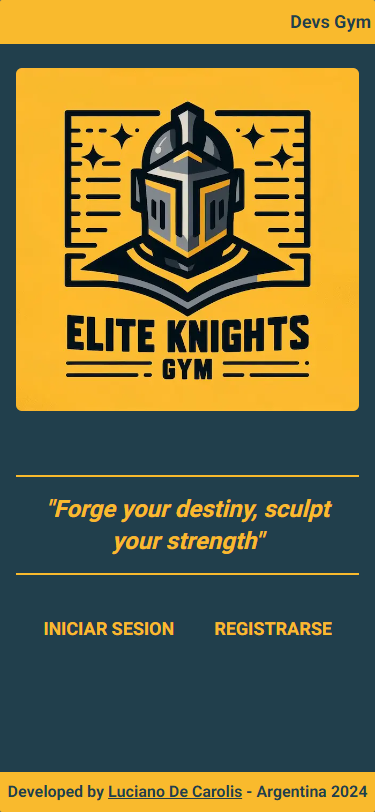 Devs Gym
ELITE KNIGHTS
GYM
"Forge your destiny, sculpt
your strength"
INICIAR SESION REGISTRARSE
Developed by Luciano De Carolis - Argentina 2024